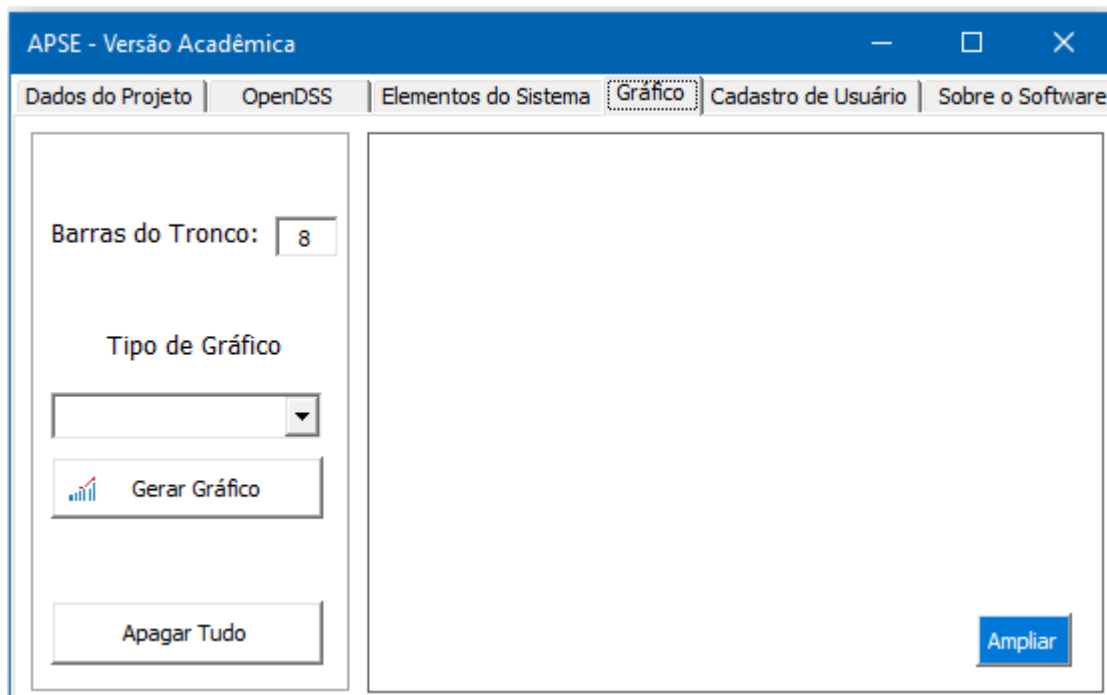 APSE - Versão Acadêmica
Dados do Projeto OpenDSS Elementos do Sistema Gráfico Cadastro de Usuário Sobre o Software
Barras do Tronco: 8
Tipo de Gráfico
Gerar Gráfico
Apagar Tudo
Ampliar